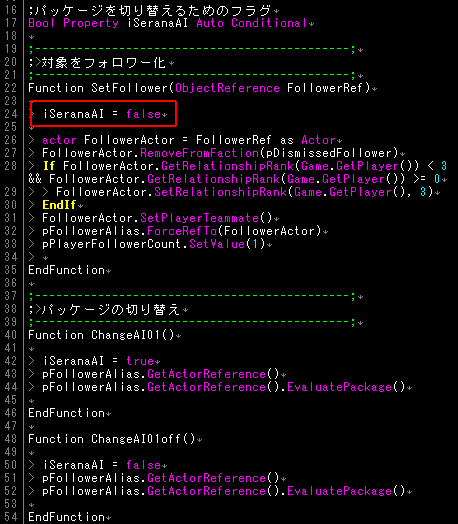 16 ;パッケージを切り替えるためのフラグ
17 Bool Property iSeranaAI Auto Conditional
18
19 ;---------------------------------------------------;
20 ;>対象をフォロワー化
21 ;---------------------------------------------------;
22 Function SetFollower(ObjectReference FollowerRef)
23
24 > iSeranaAI = false
25
26 > actor FollowerActor = FollowerRef as Actor
27 > FollowerActor.RemoveFromFaction(pDismissedFollower)
28 > If FollowerActor.GetRelationshipRank(Game.GetPlayer()) < 3
&& FollowerActor.GetRelationshipRank(Game.GetPlayer()) >= 0
29 > > FollowerActor.SetRelationshipRank(Game.GetPlayer(), 3)
30 > EndIf
31 > FollowerActor.SetPlayerTeammate()
32 > pFollowerAlias.ForceRefTo(FollowerActor)
33 > pPlayerFollowerCount.SetValue(1)
34 >
35 EndFunction
36
37 ;---------------------------------------------------;
38 ;>パッケージの切り替え
39 ;---------------------------------------------------;
40 Function ChangeAI01()
41
42 > iSeranaAI = true
43 > pFollowerAlias.GetActorReference()
44 > pFollowerAlias.GetActorReference().EvaluatePackage()
45
46 EndFunction
47
48 Function ChangeAI01off()
49
50 > iSeranaAI = false
51 > pFollowerAlias.GetActorReference()
52 > pFollowerAlias.GetActorReference().EvaluatePackage()
53
54 EndFunction